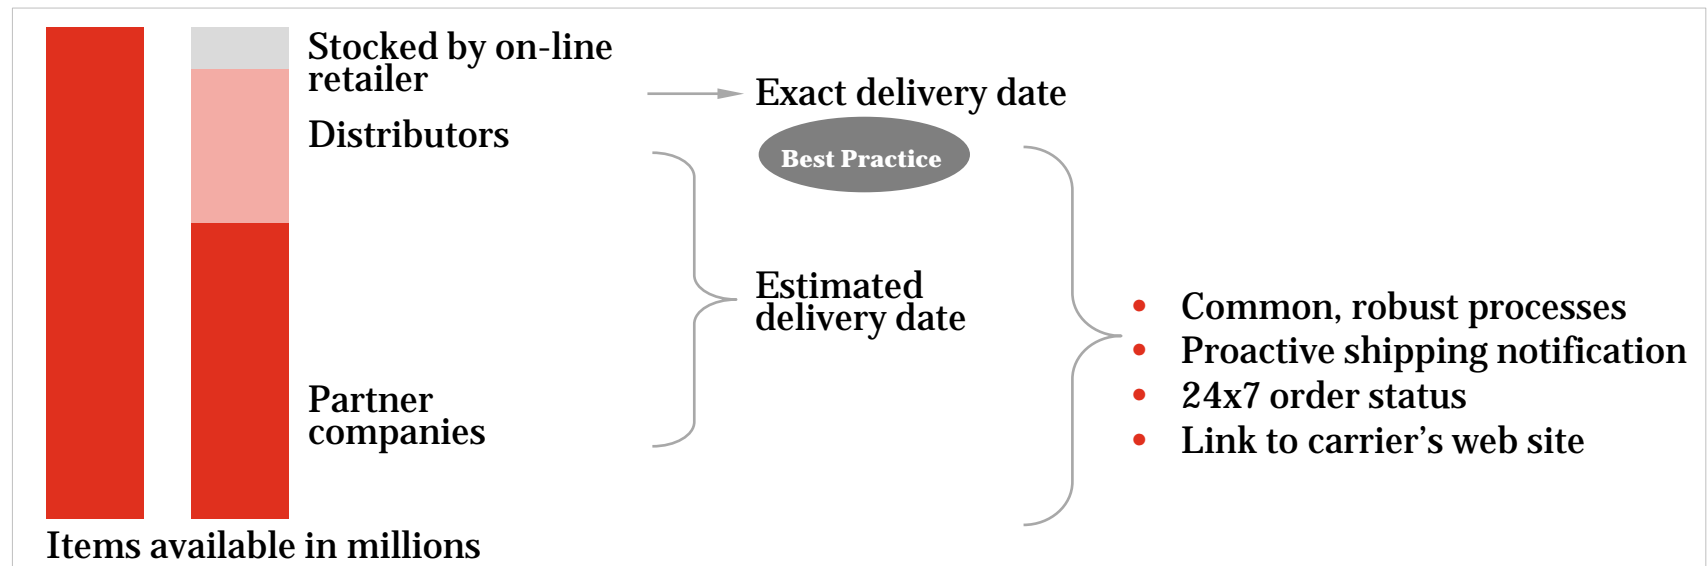 Stocked by on-line
retailer
Distributors
Partner
companies
Items available in millions
Exact delivery date
Best Practice
Estimated
delivery date
• Common, robust processes
• Proactive shipping notification
• 24x7 order status
• Link to carrier’s web site